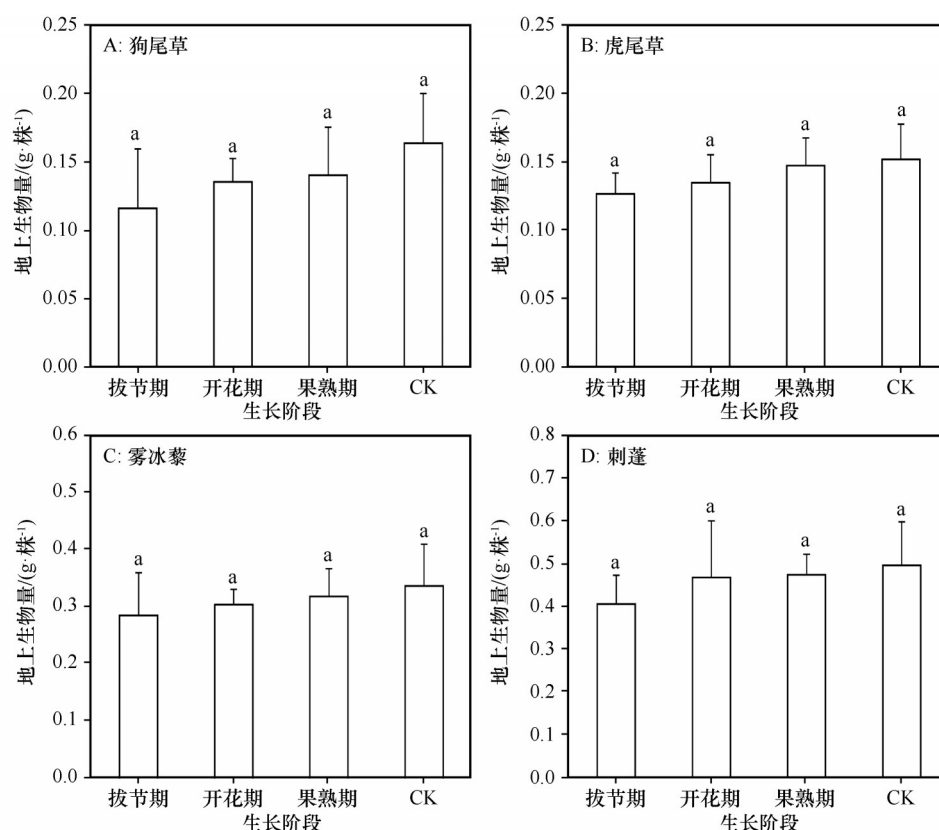 A: 狗尾草
地上生物量/(g·株⁻¹)
0.25
0.20
0.15
0.10
0.05
0.00
a
a
a
a
拔节期 开花期 果熟期 CK
生长阶段
B: 虎尾草
地上生物量/(g·株⁻¹)
0.25
0.20
0.15
0.10
0.05
0.00
a
a
a
a
拔节期 开花期 果熟期 CK
生长阶段
C: 雾冰藜
地上生物量/(g·株⁻¹)
0.6
0.5
0.4
0.3
0.2
0.1
0.0
a
a
a
a
拔节期 开花期 果熟期 CK
生长阶段
D: 刺蓬
地上生物量/(g·株⁻¹)
0.8
0.7
0.6
0.5
0.4
0.3
0.2
0.1
0.0
a
a
a
a
拔节期 开花期 果熟期 CK
生长阶段